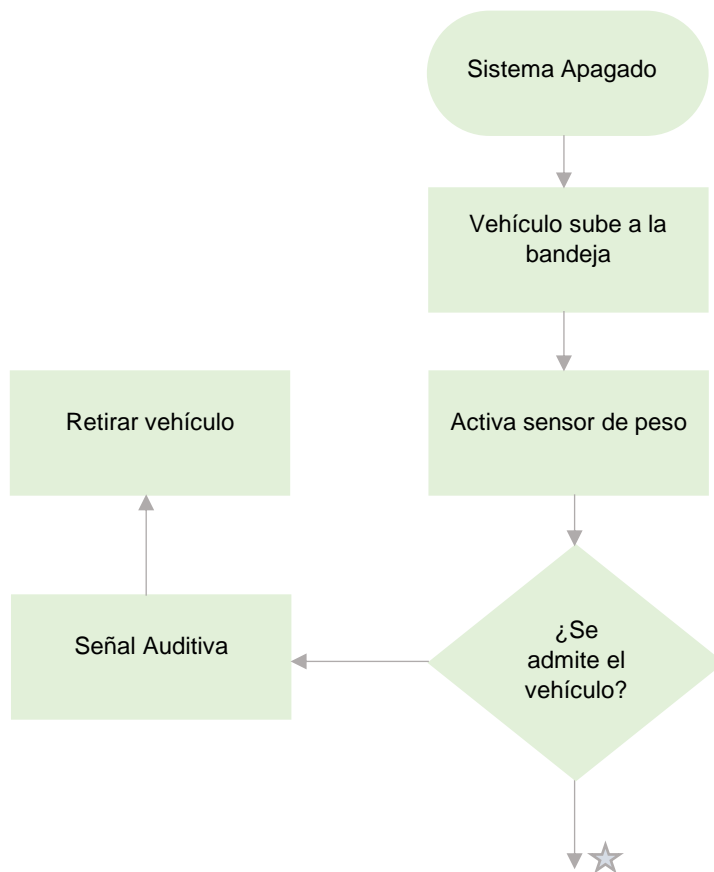 Sistema Apagado
Vehículo sube a la
bandeja
Activa sensor de peso
Retirar vehículo
¿Se
admite el
vehículo?
Señal Auditiva